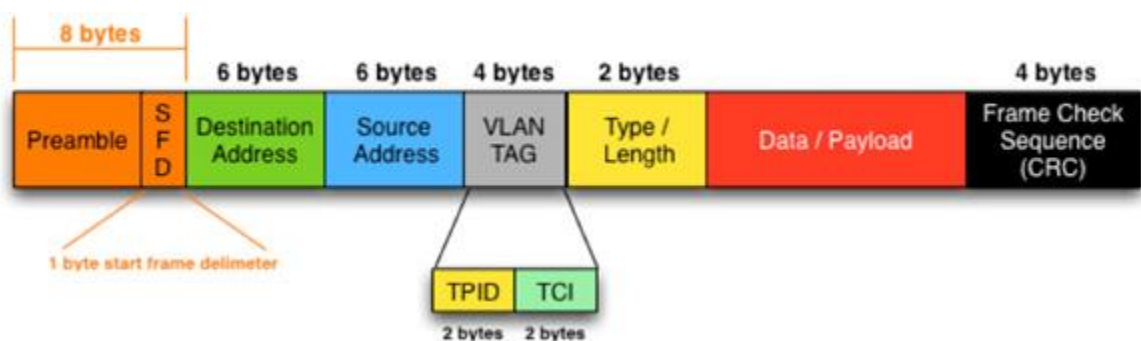 8 bytes
6 bytes 6 bytes 4 bytes 2 bytes 4 bytes
Preamble
S
F
D
Destination
Address
Source
Address
VLAN
TAG
Type /
Length
Data / Payload
Frame Check
Sequence
(CRC)
1 byte start frame delimeter
TPID TCI
2 bytes 2 bytes